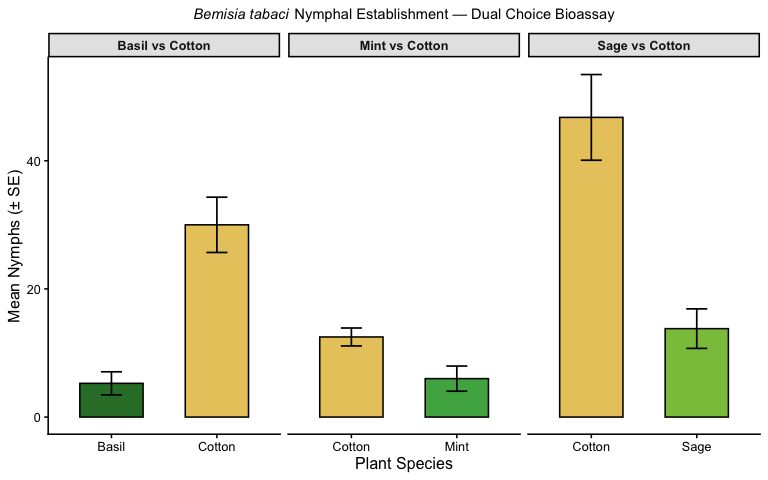 Bemisia tabaci Nymphal Establishment — Dual Choice Bioassay
Basil vs Cotton
Mint vs Cotton
Sage vs Cotton
Mean Nymphs (± SE)
40
20
0
Basil
Cotton
Cotton
Mint
Cotton
Sage
Plant Species